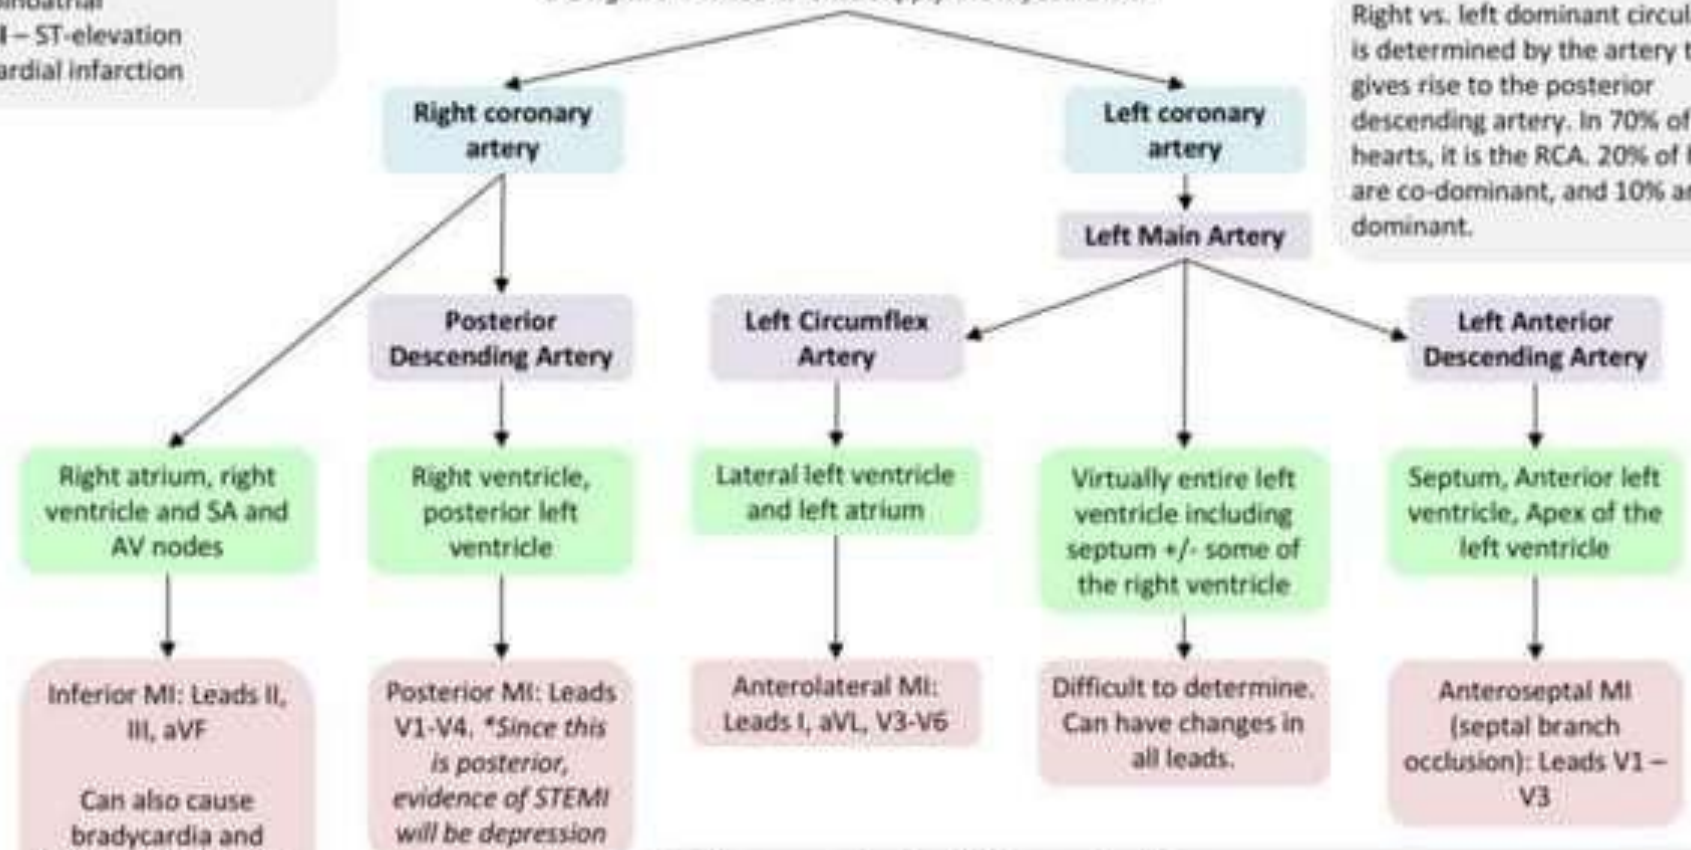 I – ST-elevation
infarction
Right vs. left dominant
is determined by the artery
gives rise to the posterior
descending artery. In 70% of
hearts, it is the RCA. 20% of
are co-dominant, and 10%
dominant.
Right coronary
artery
Left coronary
artery
Left Main Artery
Posterior
Descending Artery
Left Circumflex
Artery
Left Anterior
Descending Artery
Right atrium, right
ventricle and SA and
AV nodes
Right ventricle,
posterior left
ventricle
Lateral left ventricle
and left atrium
Virtually entire left
ventricle including
septum +/- some of
the right ventricle
Septum, Anterior left
ventricle, Apex of the
left ventricle
Inferior MI: Leads II,
III, aVF
Can also cause
bradycardia and
Posterior MI: Leads
V1-V4. *Since this
is posterior,
evidence of STEMI
will be depression
Anterolateral MI:
Leads I, aVL, V3-V6
Difficult to determine.
Can have changes in
all leads.
Anteroseptal MI
(septal branch
occlusion): Leads V1 –
V3